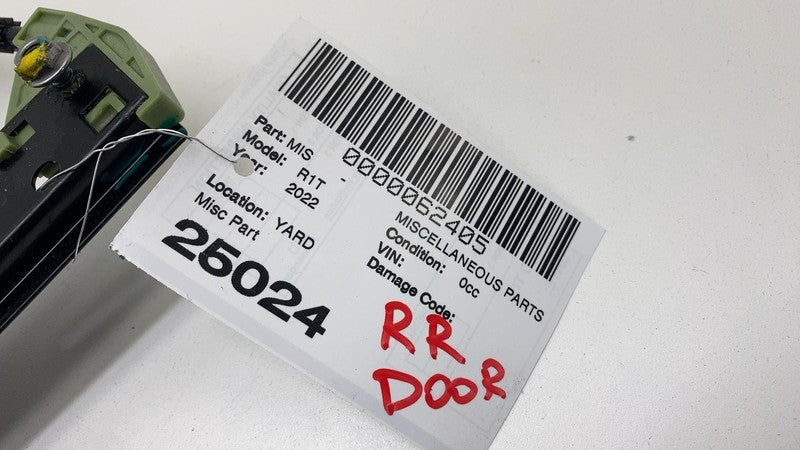 0000062405
Part: MIS - MISCELLANEOUS PARTS
Model: R1T
Condition: 0cc
Year: 2022
VIN:
Damage Code:
Location: YARD
Misc Part
25024
RR
DOOR